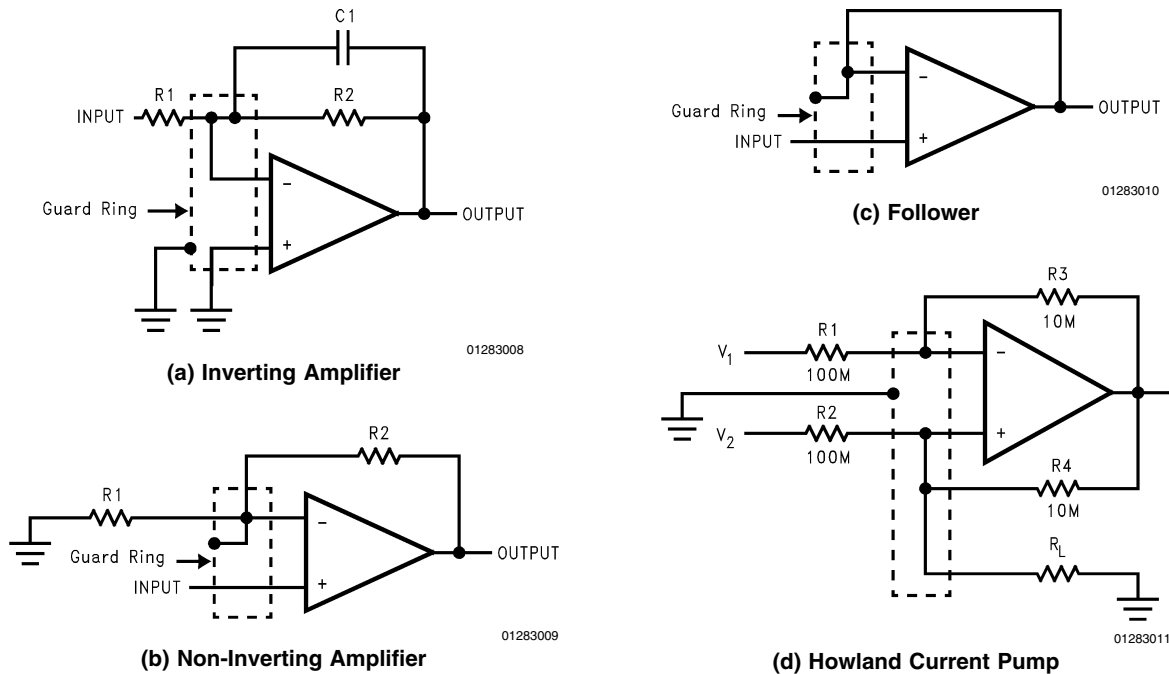 C1
R1
R2
INPUT
Guard Ring
−
+
OUTPUT
01283008
(a) Inverting Amplifier
R2
R1
−
Guard Ring
+
INPUT
OUTPUT
01283009
(b) Non-Inverting Amplifier
−
Guard Ring
OUTPUT
INPUT
+
01283010
(c) Follower
R3
10M
R1
V1
100M
−
R2
V2
100M
+
R4
10M
RL
01283011
(d) Howland Current Pump